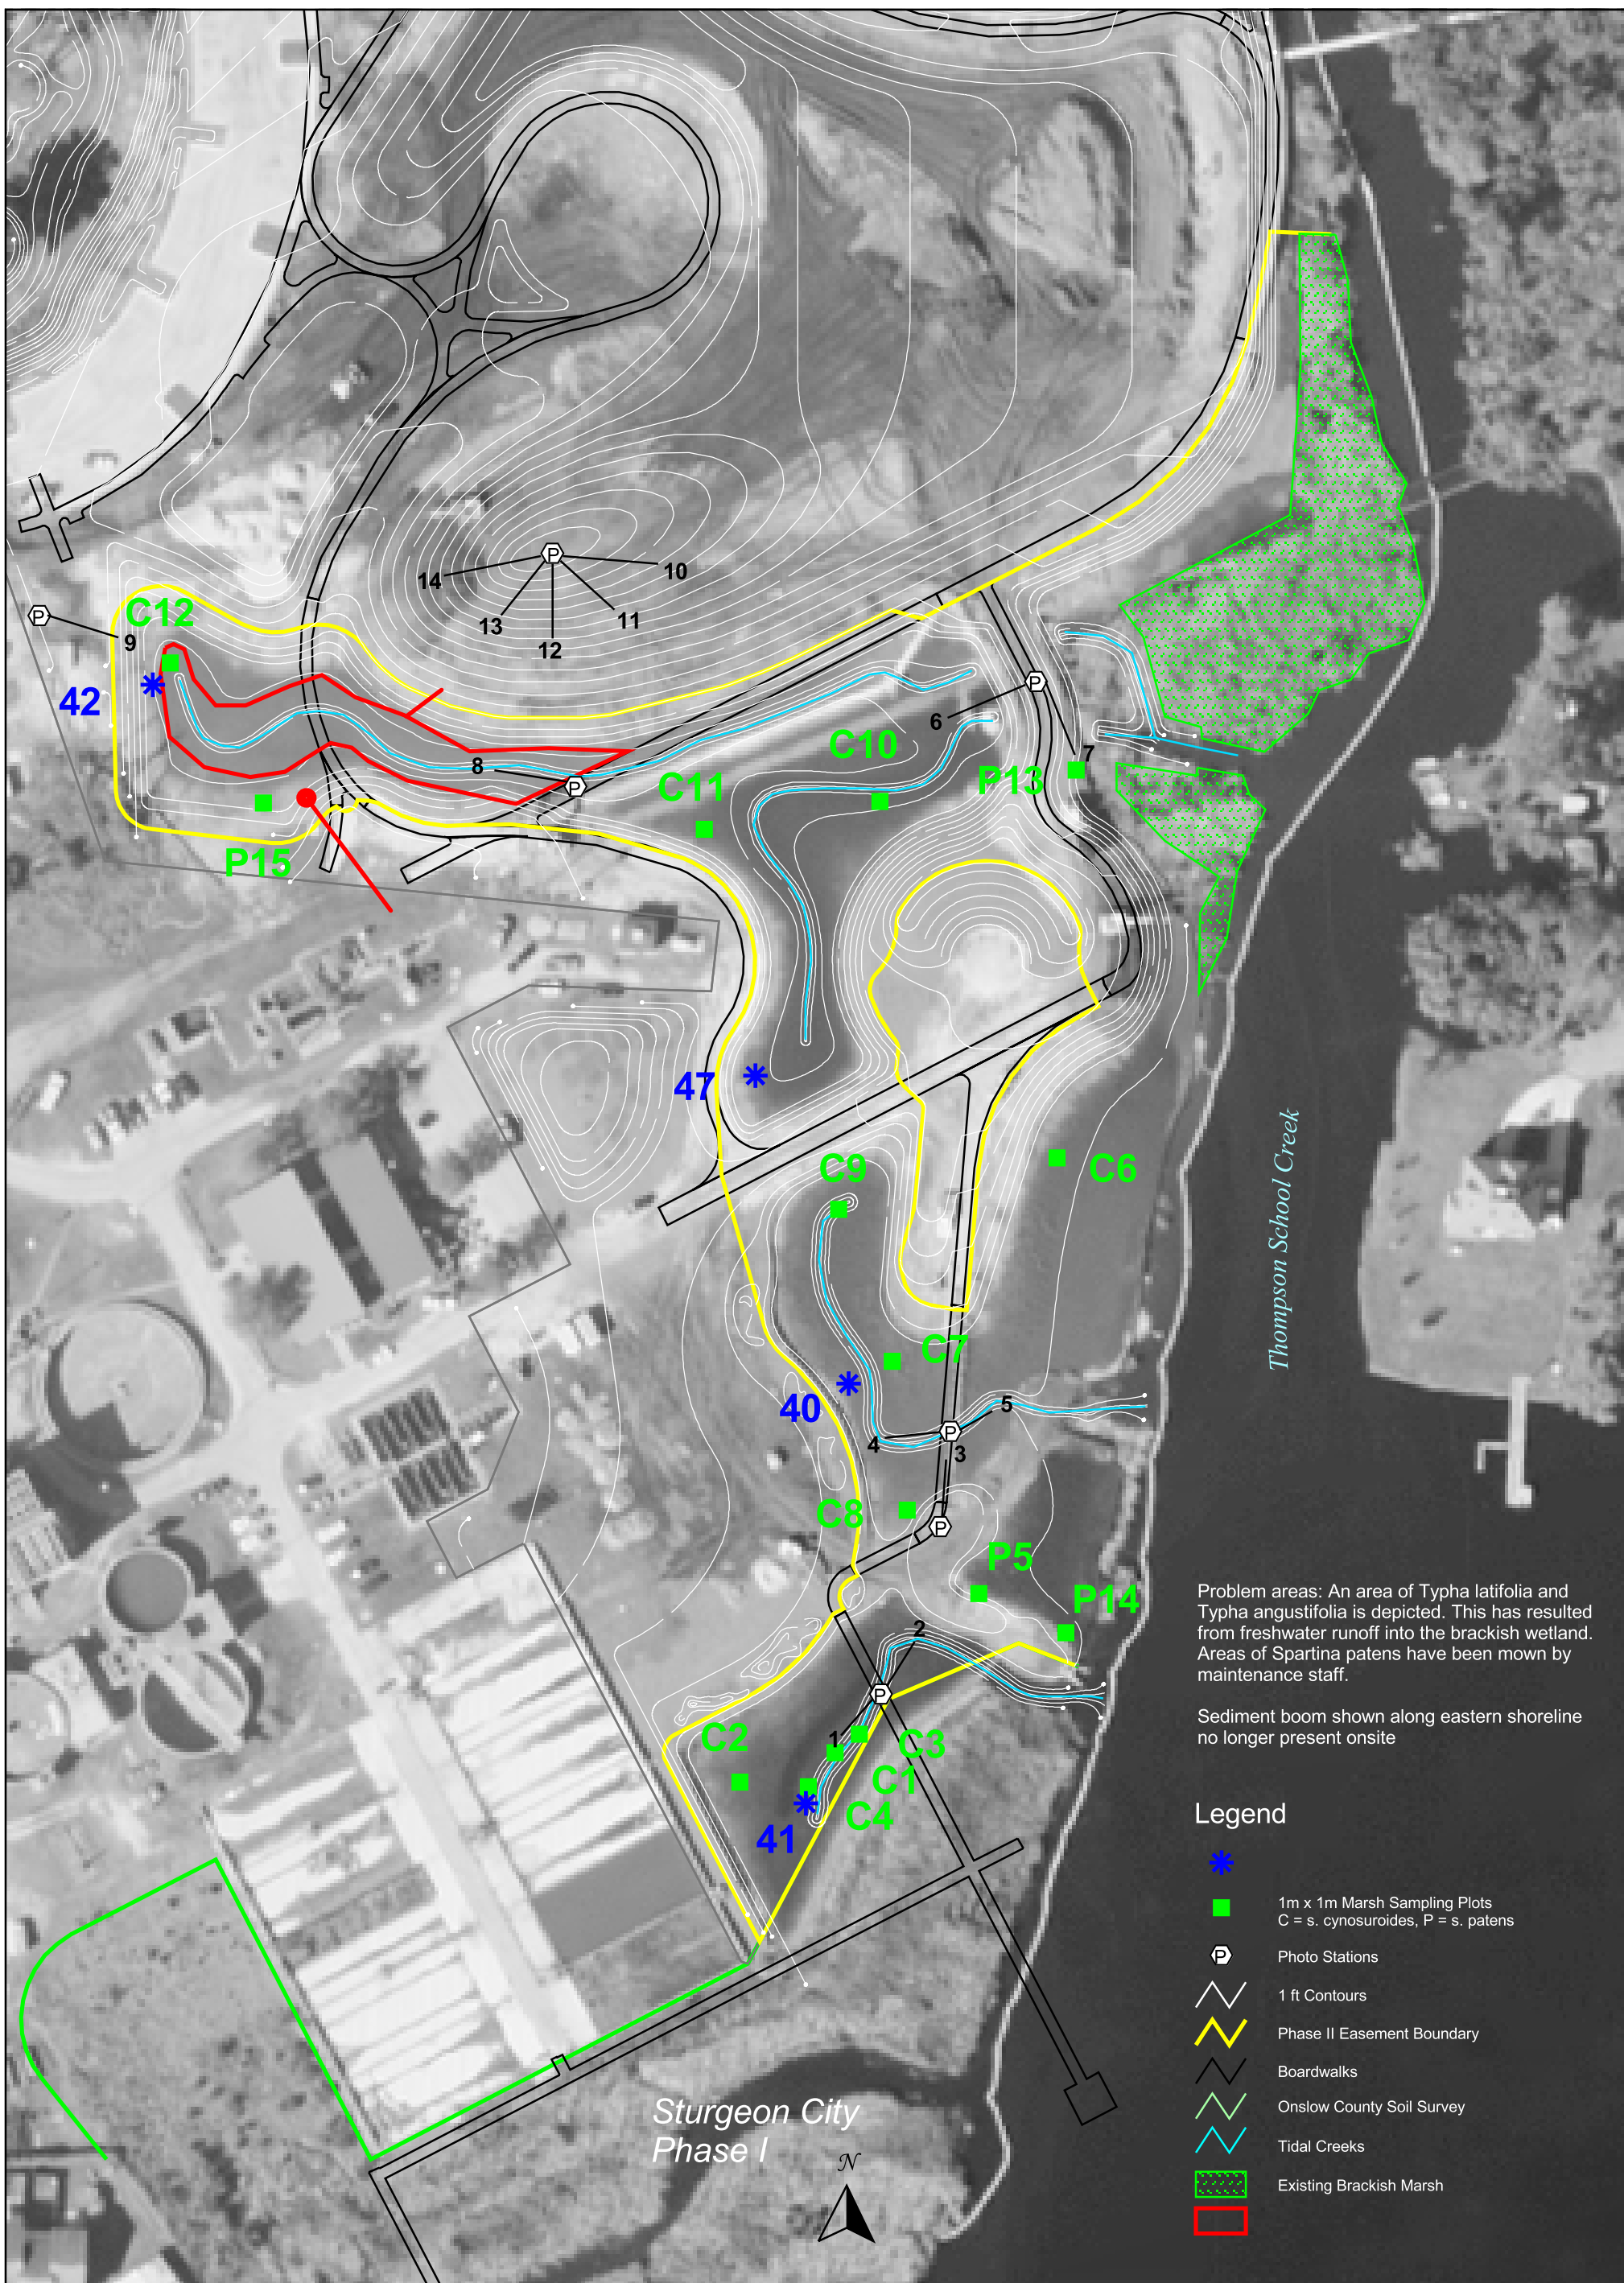 P
10
14
13
11
12
P
9
C12
42
P
6
7
C10
8
P
C11
P13
P15
47
C9
C6
Thompson School Creek
C7
40
5
P
4
3
C8
P
P5
P14
2
P
C2
1
C3
C1
C4
41
Problem areas: An area of Typha latifolia and
Typha angustifolia is depicted. This has resulted
from freshwater runoff into the brackish wetland.
Areas of Spartina patens have been mown by
maintenance staff.
Sediment boom shown along eastern shoreline
no longer present onsite
Legend
1m x 1m Marsh Sampling Plots
C = s. cynosuroides, P = s. patens
P
Photo Stations
1 ft Contours
Phase II Easement Boundary
Boardwalks
Onslow County Soil Survey
Tidal Creeks
Existing Brackish Marsh
Sturgeon City
Phase I
N